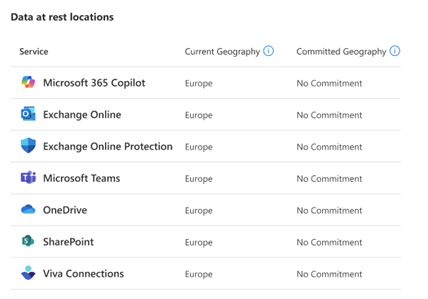 Data at rest locations
Service Current Geography Committed Geography
Microsoft 365 Copilot Europe No Commitment
Exchange Online Europe No Commitment
Exchange Online Protection Europe No Commitment
Microsoft Teams Europe No Commitment
OneDrive Europe No Commitment
SharePoint Europe No Commitment
Viva Connections Europe No Commitment